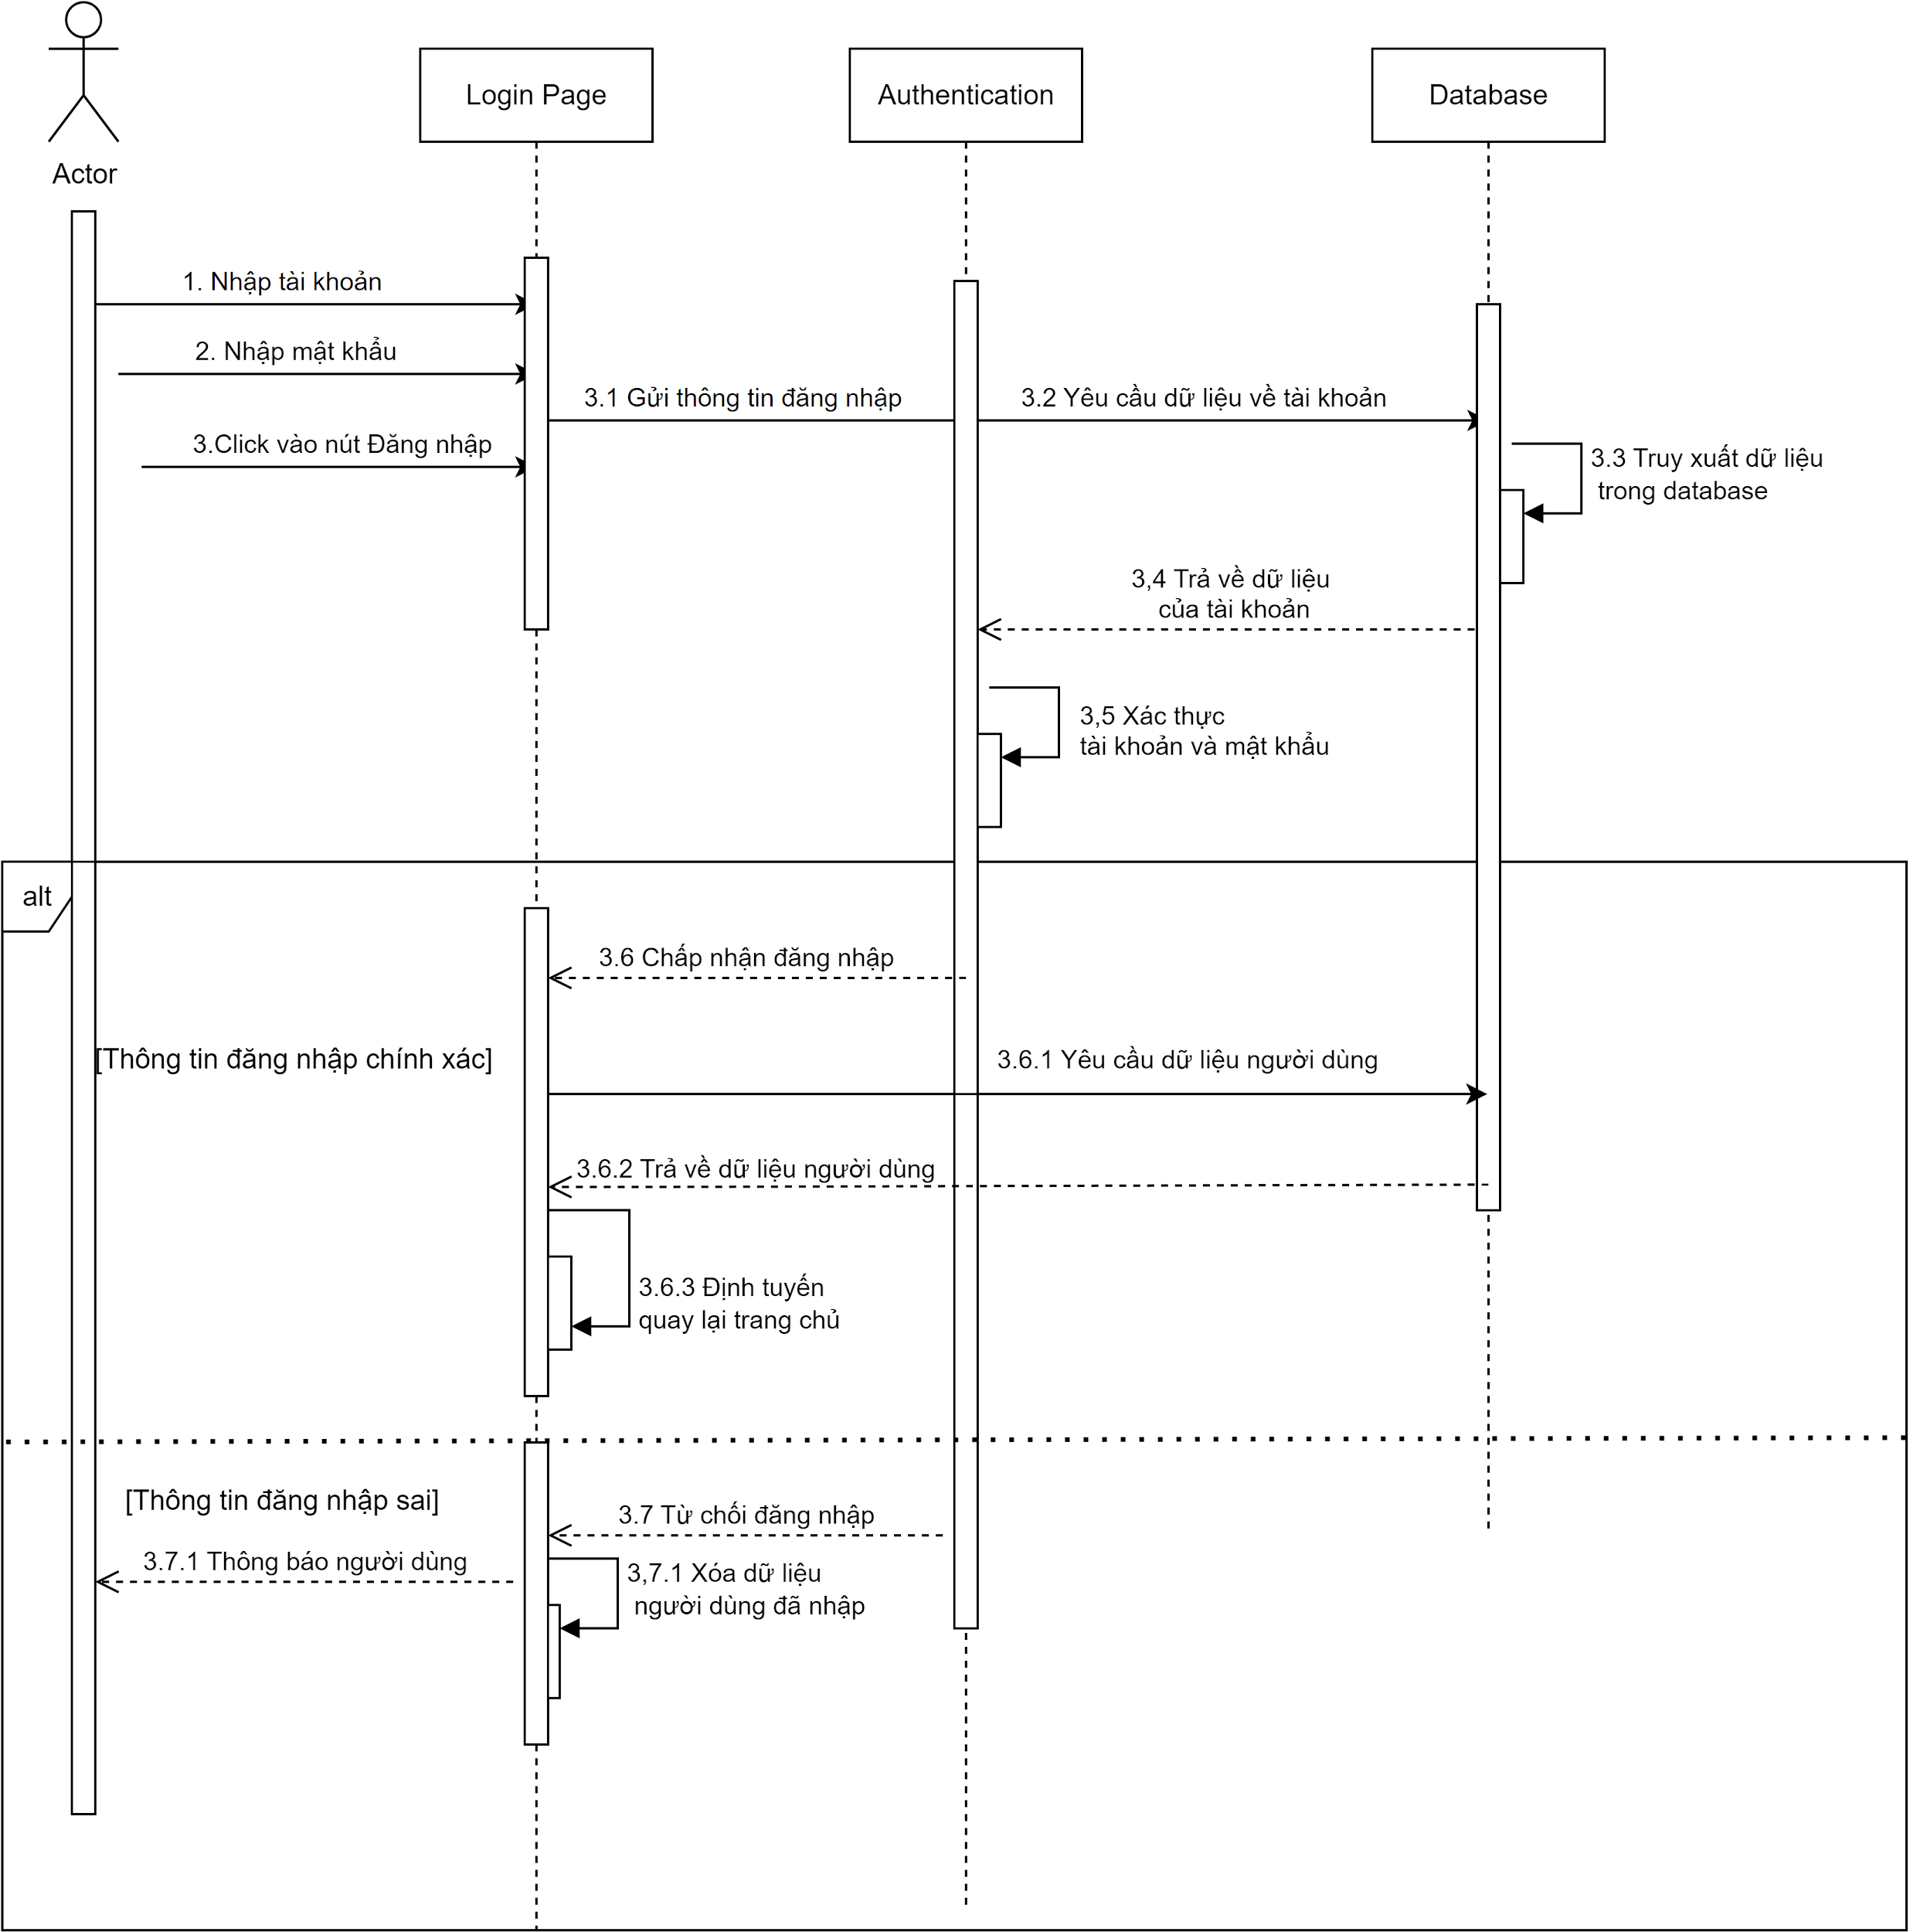 Actor
Login Page
Authentication
Database
1. Nhập tài khoản
2. Nhập mật khẩu
3.1 Gửi thông tin đăng nhập
3.2 Yêu cầu dữ liệu về tài khoản
3.Click vào nút Đăng nhập
3.3 Truy xuất dữ liệu
trong database
3,4 Trả về dữ liệu
của tài khoản
3,5 Xác thực
tài khoản và mật khẩu
alt
3.6 Chấp nhận đăng nhập
[Thông tin đăng nhập chính xác]
3.6.1 Yêu cầu dữ liệu người dùng
3.6.2 Trả về dữ liệu người dùng
3.6.3 Định tuyến
quay lại trang chủ
[Thông tin đăng nhập sai]
3.7 Từ chối đăng nhập
3.7.1 Thông báo người dùng
3,7.1 Xóa dữ liệu
người dùng đã nhập